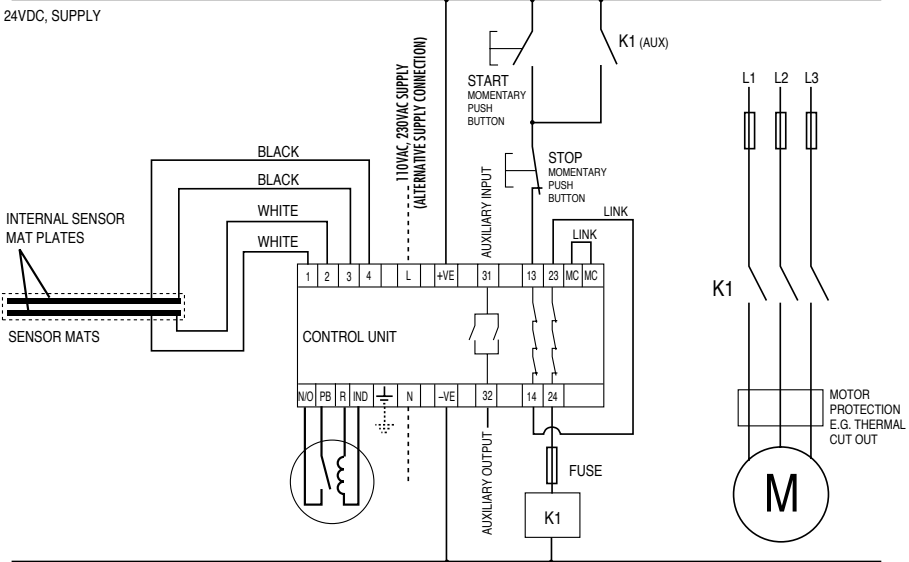 24VDC, SUPPLY
K1 (AUX)
START
MOMENTARY
PUSH
BUTTON
L1 L2 L3
110VAC, 230VAC SUPPLY
(ALTERNATIVE SUPPLY CONNECTION)
BLACK
BLACK
WHITE
WHITE
STOP
MOMENTARY
PUSH
BUTTON
AUXILIARY INPUT
LINK
LINK
INTERNAL SENSOR
MAT PLATES
1 2 3 4 L +VE 31 13 23 MC MC
K1
SENSOR MATS
CONTROL UNIT
N/O PB R IND N –VE 32 14 24
MOTOR
PROTECTION
E.G. THERMAL
CUT OUT
AUXILIARY OUTPUT
FUSE
K1
M